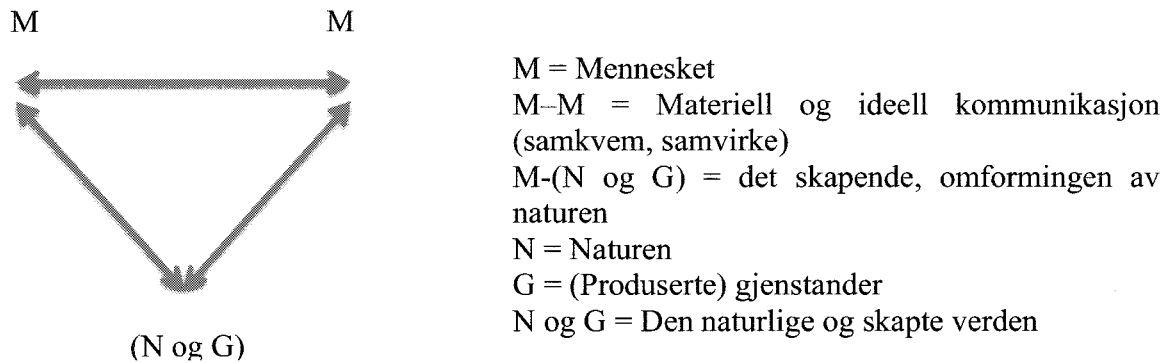 M M
M = Mennesket
M–M = Materiell og ideell kommunikasjon
(samkvem, samvirke)
M-(N og G) = det skapende, omformingen av
naturen
N = Naturen
G = (Produserte) gjenstander
N og G = Den naturlige og skapte verden
(N og G)